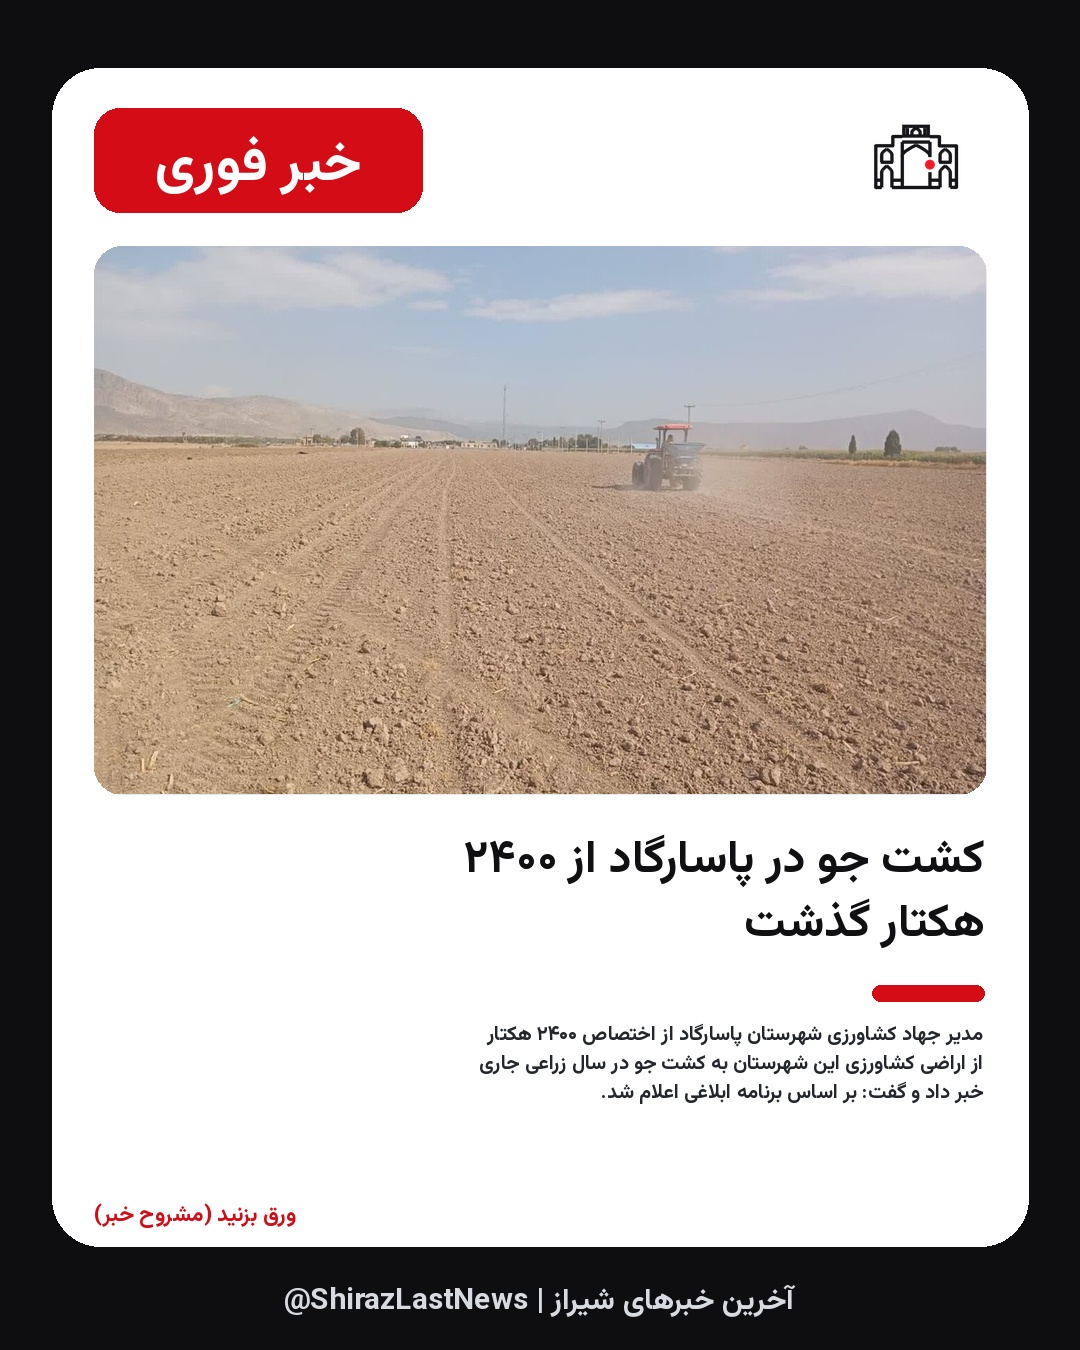 خبر فوری
کشت جو در پاسارگاد از ۲۴۰۰
هکتار گذشت
مدیر جهاد کشاورزی شهرستان پاسارگاد از اختصاص ۲۴۰۰ هکتار
از اراضی کشاورزی این شهرستان به کشت جو در سال زراعی جاری
خبر داد و گفت: بر اساس برنامه ابلاغی اعلام شد.
ورق بزنید (مشروح خبر)
آخرین خبرهای شیراز | ShirazLastNews@